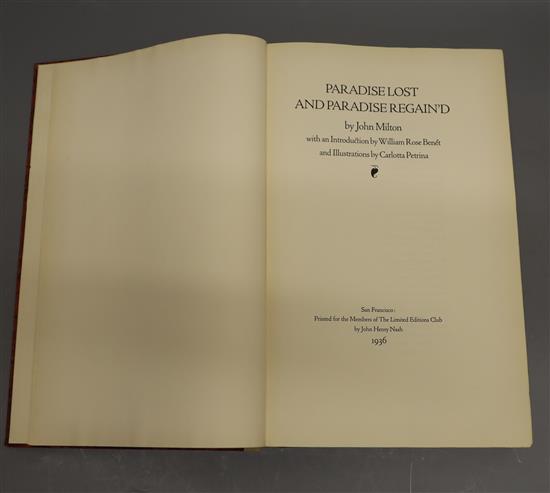 PARADISE LOST
AND PARADISE REGAIN'D
by John Milton
with an Introduction by William Rose Benét
and Illustrations by Carlotta Petrina
San Francisco:
Printed for the Members of The Limited Editions Club
by John Henry Nash
1936